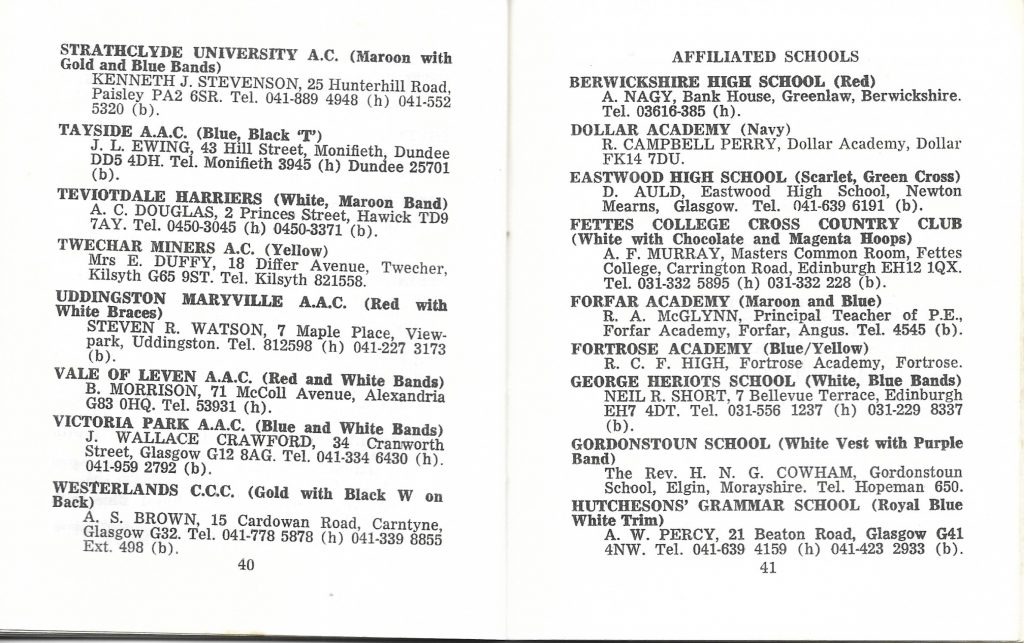 STRATHCLYDE UNIVERSITY A.C. (Maroon with
Gold and Blue Bands)
KENNETH J. STEVENSON, 25 Hunterhill Road,
Paisley PA2 6SR. Tel. 041-889 4948 (h) 041-552
5320 (b).
TAYSIDE A.A.C. (Blue, Black 'T')
J. L. EWING, 43 Hill Street, Monifieth, Dundee
DD5 4DH. Tel. Monifieth 3945 (h) Dundee 25701
(b).
TEVIOTDALE HARRIERS (White, Maroon Band)
A. C. DOUGLAS, 2 Princes Street, Hawick TD9
7AY. Tel. 0450-3045 (h) 0450-3371 (b).
TWECHAR MINERS A.C. (Yellow)
Mrs E. DUFFY, 18 Differ Avenue, Twecher,
Kilsyth G65 9ST. Tel. Kilsyth 821558.
UDDINGSTON MARYVILLE A.A.C. (Red with
White Braces)
STEVEN R. WATSON, 7 Maple Place, View-
park, Uddingston. Tel. 812598 (h) 041-227 3173
(b).
VALE OF LEVEN A.A.C. (Red and White Bands)
B. MORRISON, 71 McColl Avenue, Alexandria
G83 0HQ. Tel. 53931 (h).
VICTORIA PARK A.A.C. (Blue and White Bands)
J. WALLACE CRAWFORD, 34 Cranworth
Street, Glasgow G12 8AG. Tel. 041-334 6430 (h).
041-959 2792 (b).
WESTERLANDS C.C.C. (Gold with Black W on
Back)
A. S. BROWN, 15 Cardowan Road, Carntyne,
Glasgow G32. Tel. 041-778 5878 (h) 041-339 8855
Ext. 498 (b).
40
AFFILIATED SCHOOLS
BERWICKSHIRE HIGH SCHOOL (Red)
A. NAGY, Bank House, Greenlaw, Berwickshire.
Tel. 03616-385 (h).
DOLLAR ACADEMY (Navy)
R. CAMPBELL PERRY, Dollar Academy, Dollar
FK14 7DU.
EASTWOOD HIGH SCHOOL (Scarlet, Green Cross)
D. AULD, Eastwood High School, Newton
Mearns, Glasgow. Tel. 041-639 6191 (b).
FETTES COLLEGE CROSS COUNTRY CLUB
(White with Chocolate and Magenta Hoops)
A. F. MURRAY, Masters Common Room, Fettes
College, Carrington Road, Edinburgh EH12 1QX.
Tel. 031-332 5895 (h) 031-332 228 (b).
FORFAR ACADEMY (Maroon and Blue)
R. A. McGLYNN, Principal Teacher of P.E.,
Forfar Academy, Forfar, Angus. Tel. 4545 (b).
FORTROSE ACADEMY (Blue/Yellow)
R. C. F. HIGH, Fortrose Academy, Fortrose.
GEORGE HERIOTS SCHOOL (White, Blue Bands)
NEIL R. SHORT, 7 Bellevue Terrace, Edinburgh
EH7 4DT. Tel. 031-556 1237 (h) 031-229 8337
(b).
GORDONSTOUN SCHOOL (White Vest with Purple
Band)
The Rev. H. N. G. COWHAM, Gordonstoun
School, Elgin, Morayshire. Tel. Hopeman 650.
HUTCHESONS' GRAMMAR SCHOOL (Royal Blue
White Trim)
A. W. PERCY, 21 Beaton Road, Glasgow G41
4NW. Tel. 041-639 4159 (h) 041-423 2933 (b).
41